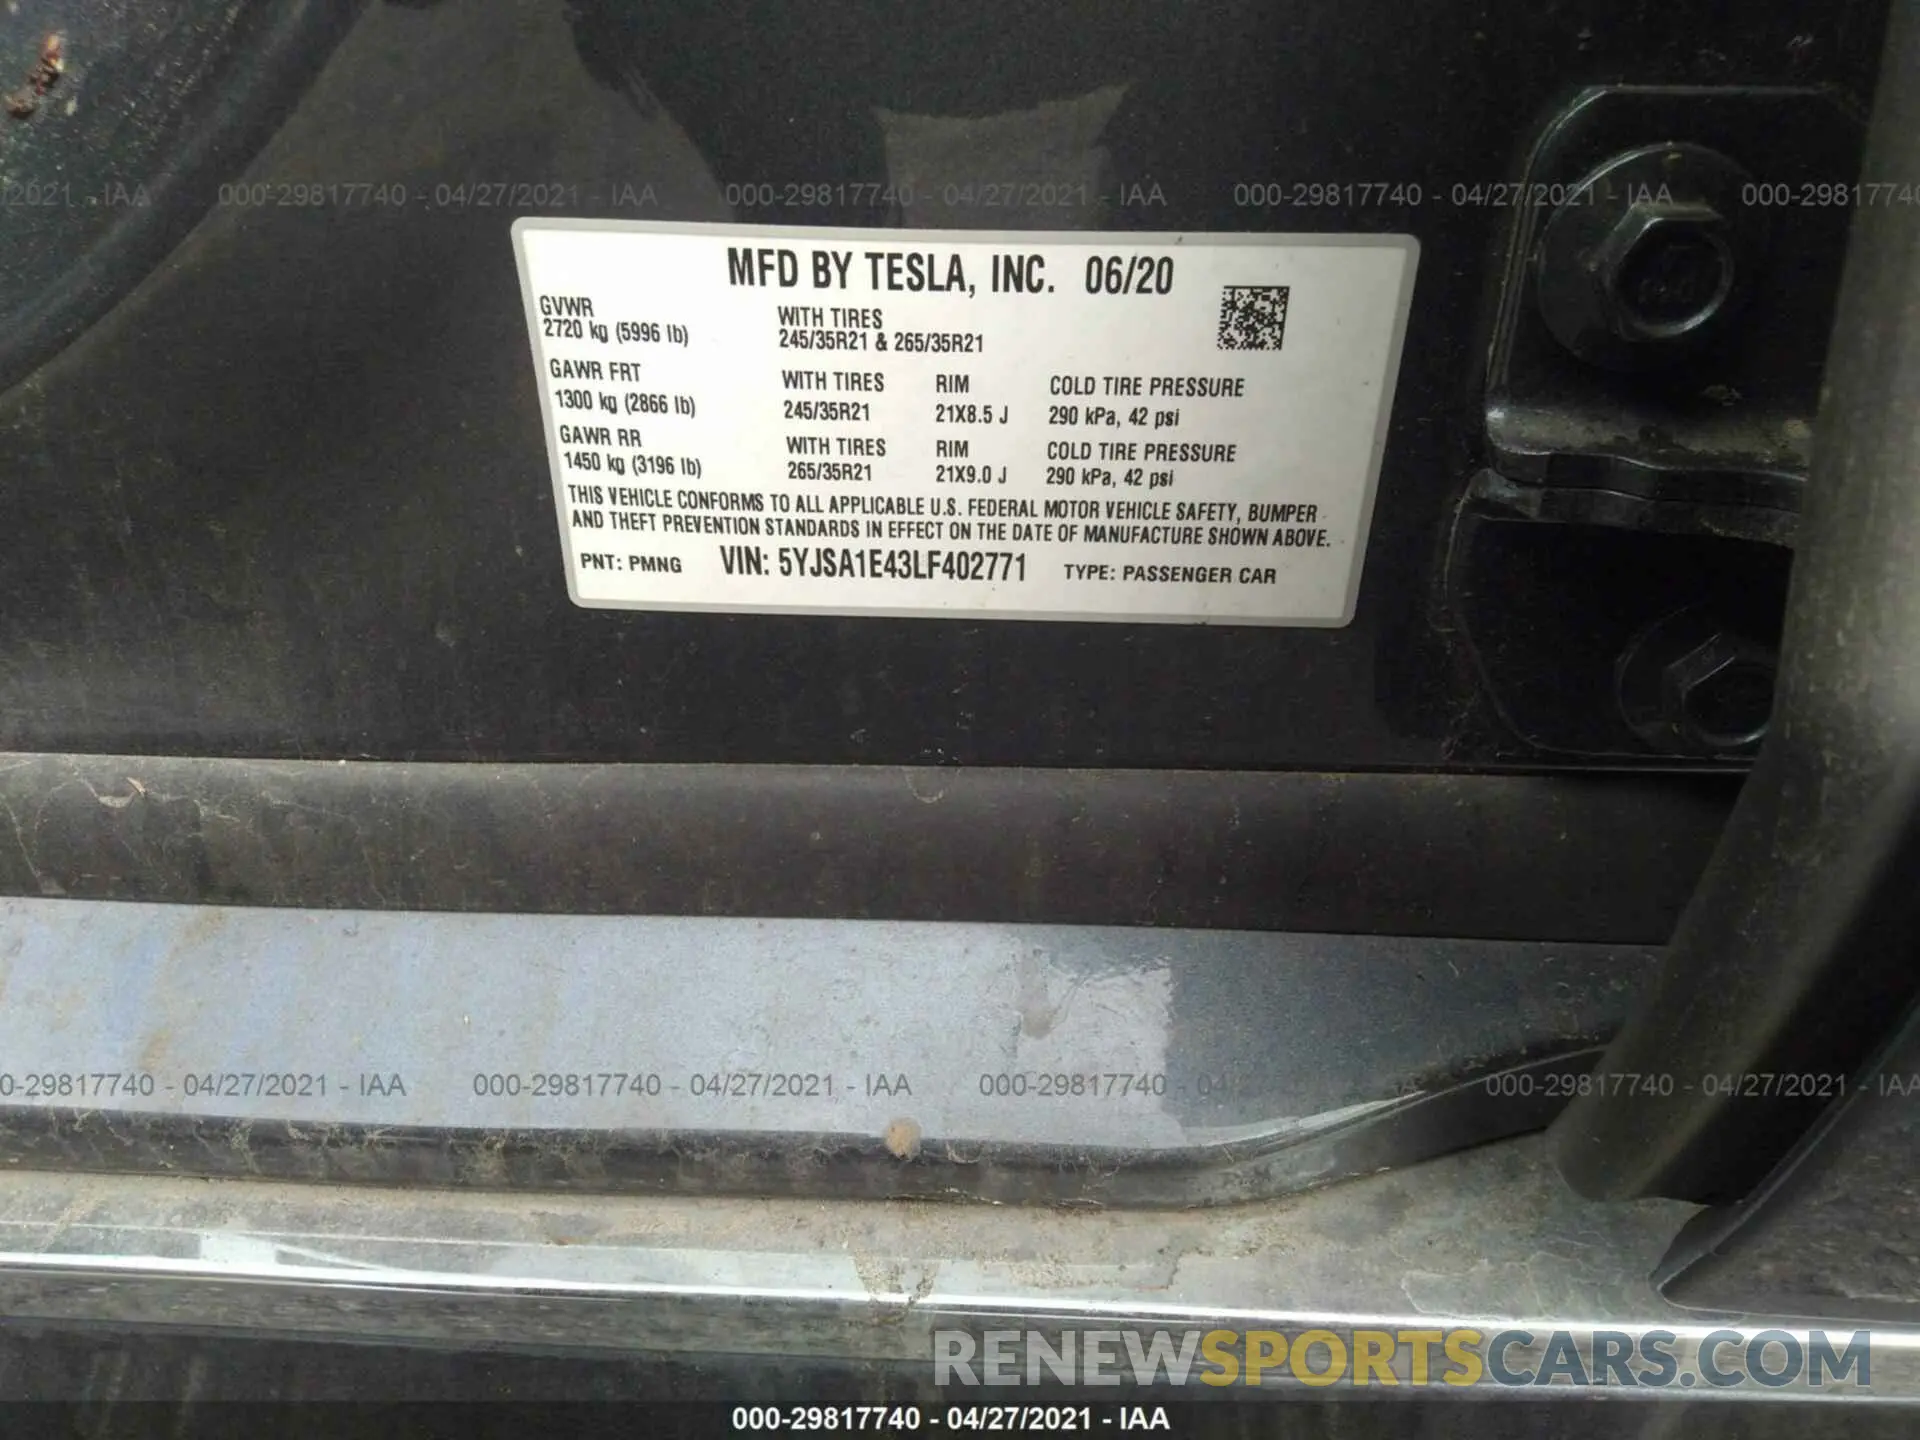 2021 - IAA 000-29817740 - 04/27/2021 - IAA 000-29817740 - 04/27/2021 - IAA 000-29817740 - 04/27/2021 - IAA 000-2981774
MFD BY TESLA, INC. 06/20
GVWR
2720 kg (5996 lb)
WITH TIRES
245/35R21 & 265/35R21
GAWR FRT WITH TIRES RIM COLD TIRE PRESSURE
1300 kg (2866 lb) 245/35R21 21X8.5 J 290 kPa, 42 psi
GAWR RR WITH TIRES RIM COLD TIRE PRESSURE
1450 kg (3196 lb) 265/35R21 21X9.0 J 290 kPa, 42 psi
THIS VEHICLE CONFORMS TO ALL APPLICABLE U.S. FEDERAL MOTOR VEHICLE SAFETY, BUMPER
AND THEFT PREVENTION STANDARDS IN EFFECT ON THE DATE OF MANUFACTURE SHOWN ABOVE.
PNT: PMNG VIN: 5YJSA1E43LF402771 TYPE: PASSENGER CAR
0-29817740 - 04/27/2021 - IAA 000-29817740 - 04/27/2021 - IAA 000-29817740 - 04/27/2021 - IAA 000-29817740 - 04/27/2021 - IAA
RENEWSPORTSCARS.COM
000-29817740 - 04/27/2021 - IAA